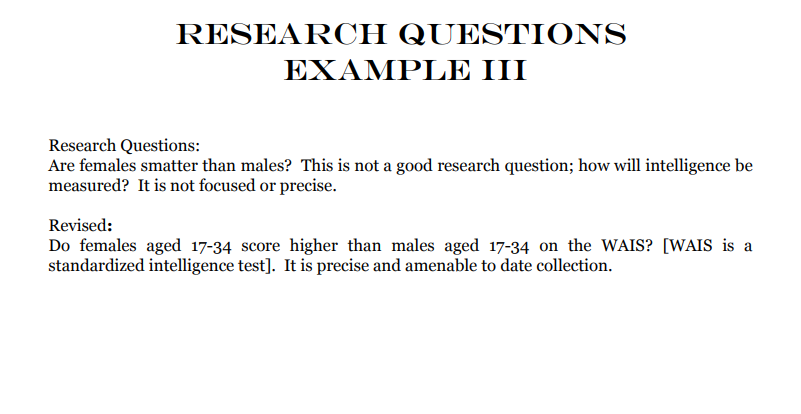 RESEARCH QUESTIONS
EXAMPLE III
Research Questions:
Are females smatter than males? This is not a good research question; how will intelligence be
measured? It is not focused or precise.
Revised:
Do females aged 17-34 score higher than males aged 17-34 on the WAIS? [WAIS is a
standardized intelligence test]. It is precise and amenable to date collection.